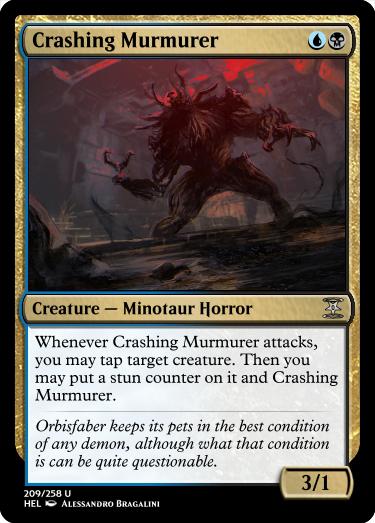 Crashing Murmurer
Creature — Minotaur Horror
Whenever Crashing Murmurer attacks,
you may tap target creature. Then you
may put a stun counter on it and Crashing
Murmurer.
Orbisfaber keeps its pets in the best condition
of any demon, although what that condition
is can be quite questionable.
3/1
209/258 U
HEL Alessandro Bragalini